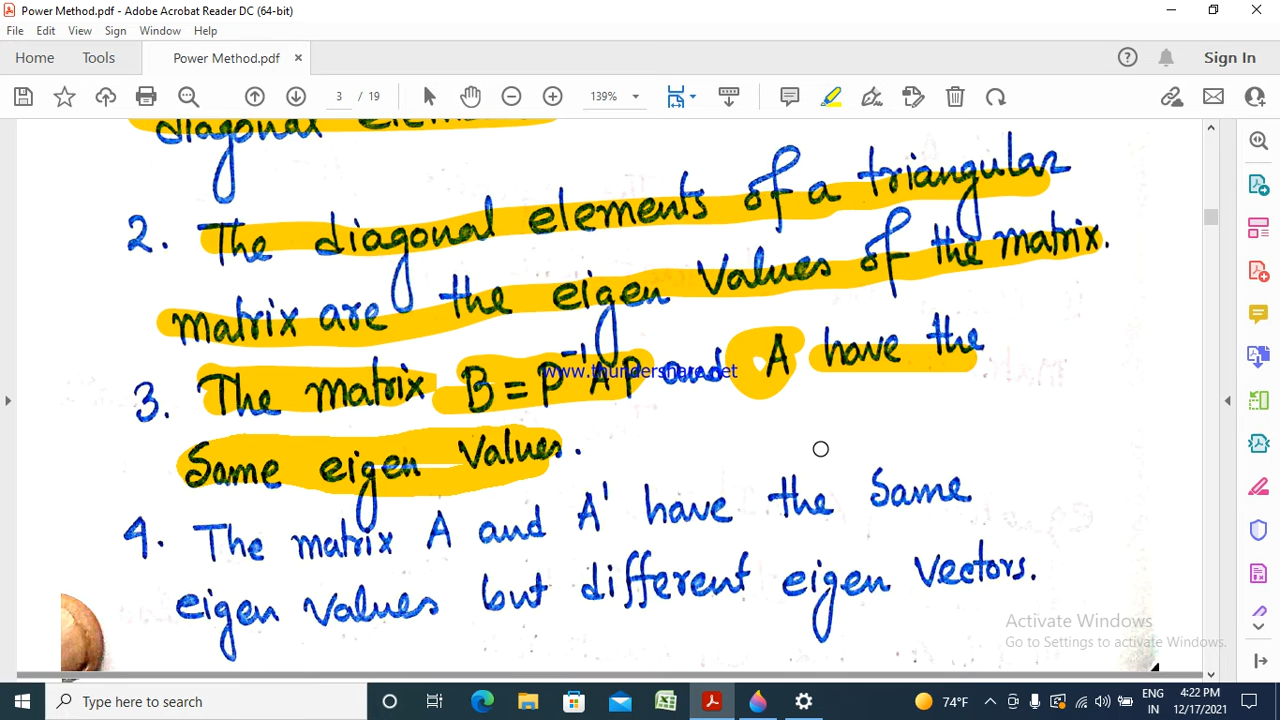 Power Method.pdf - Adobe Acrobat Reader DC (64-bit)
File Edit View Sign Window Help
Home Tools Power Method.pdf × Sign In
3 / 19 139%
diagonal
2. The diagonal elements of a triangular
matrix are the eigen values of the matrix.
3. The matrix B = P⁻¹AP and A have the
www.thundershare.net
Same eigen values.
4. The matrix A and A' have the Same
eigen values but different eigen vectors.
Activate Windows
Go to Settings to activate Windows.
Type here to search
74°F ENG 4:22 PM
IN 12/17/2021